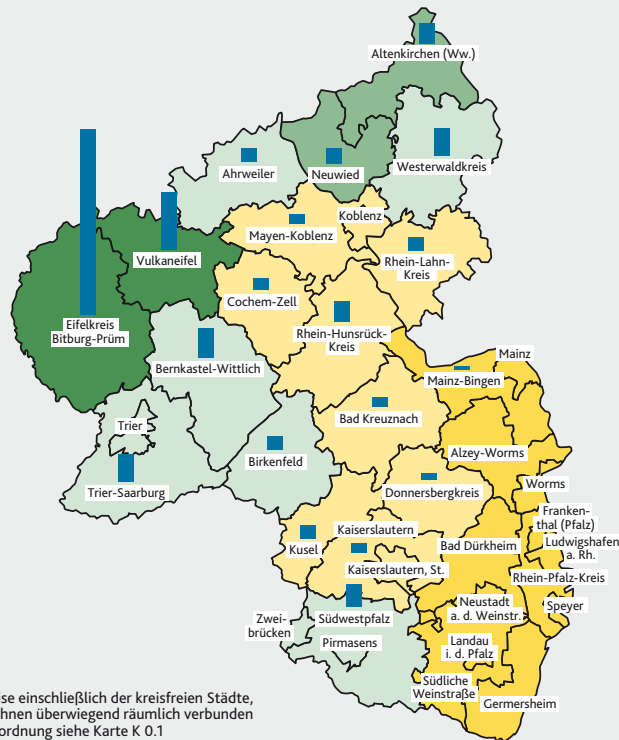 Altenkirchen (Ww.)
Westerwaldkreis
Ahrweiler
Neuwied
Koblenz
Mayen-Koblenz
Vulkaneifel
Rhein-Lahn-
Kreis
Cochem-Zell
Eifelkreis
Bitburg-Prüm
Rhein-Hunsrück-
Kreis
Mainz
Bernkastel-Wittlich
Mainz-Bingen
Bad Kreuznach
Trier
Alzey-Worms
Birkenfeld
Trier-Saarburg
Donnersbergkreis
Worms
Franken-
thal (Pfalz)
Kaiserslautern
Ludwigshafen
a. Rh.
Kusel
Bad Dürkheim
Kaiserslautern, St.
Rhein-Pfalz-Kreis
Neustadt
a. d. Weinstr.
Speyer
Zwei-
brücken
Südwestpfalz
Pirmasens
Landau
i. d. Pfalz
Südliche
Weinstraße
Germersheim
ise einschließlich der kreisfreien Städte,
hnen überwiegend räumlich verbunden
ordnung siehe Karte K 0.1